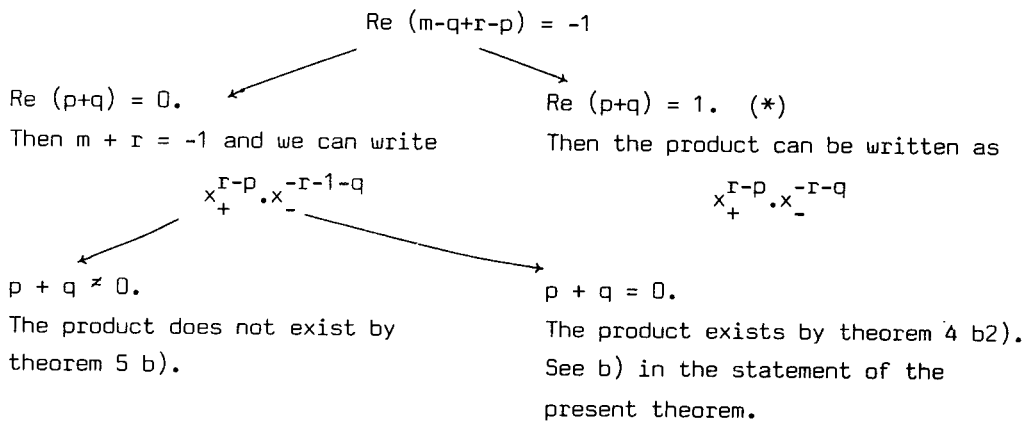 Re (m-q+r-p) = -1
Re (p+q) = 0.
Then m + r = -1 and we can write
x₊^{r-p}.x₋^{-r-1-q}
Re (p+q) = 1. (*)
Then the product can be written as
x₊^{r-p}.x₋^{-r-q}
p + q ≠ 0.
The product does not exist by
theorem 5 b).
p + q = 0.
The product exists by theorem 4 b2).
See b) in the statement of the
present theorem.